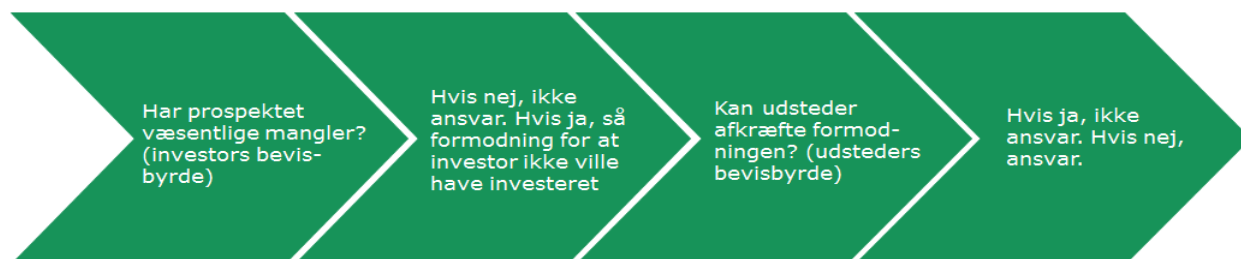 Har prospektet
væsentlige mangler?
(investors bevis-
byrde)
Hvis nej, ikke
ansvar. Hvis ja, så
formodning for at
investor ikke ville
have investeret
Kan udsteder
afkræfte formod-
ningen? (udsteders
bevisbyrde)
Hvis ja, ikke
ansvar. Hvis nej,
ansvar.